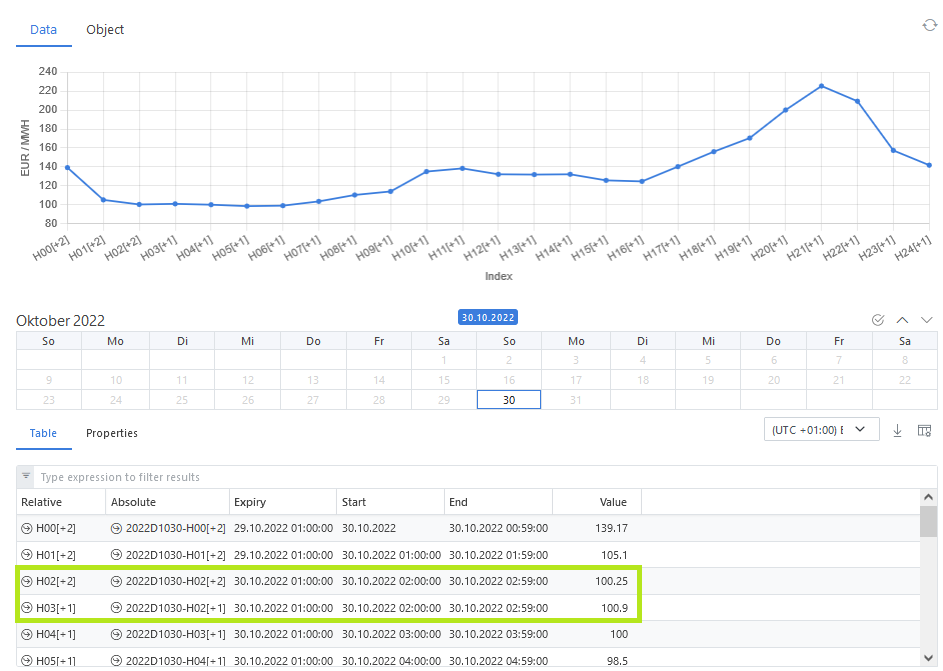 Data Object
240
220
200
180
160
140
120
100
80
EUR / MWH
H00[+2] H01[+2] H02[+2] H03[+1] H04[+1] H05[+1] H06[+1] H07[+1] H08[+1] H09[+1] H10[+1] H11[+1] H12[+1] H13[+1] H14[+1] H15[+1] H16[+1] H17[+1] H18[+1] H19[+1] H20[+1] H21[+1] H22[+1] H23[+1] H24[+1]
Index
Oktober 2022 30.10.2022
So Mo Di Mi Do Fr Sa So Mo Di Mi Do Fr Sa
1 2 3 4 5 6 7 8
9 10 11 12 13 14 15 16 17 18 19 20 21 22
23 24 25 26 27 28 29 30 31
Table Properties (UTC +01:00) E
Type expression to filter results
Relative Absolute Expiry Start End Value
H00[+2] 2022D1030-H00[+2] 29.10.2022 01:00:00 30.10.2022 30.10.2022 00:59:00 139.17
H01[+2] 2022D1030-H01[+2] 29.10.2022 01:00:00 30.10.2022 01:00:00 30.10.2022 01:59:00 105.1
H02[+2] 2022D1030-H02[+2] 30.10.2022 01:00:00 30.10.2022 02:00:00 30.10.2022 02:59:00 100.25
H03[+1] 2022D1030-H02[+1] 30.10.2022 01:00:00 30.10.2022 02:00:00 30.10.2022 02:59:00 100.9
H04[+1] 2022D1030-H03[+1] 30.10.2022 01:00:00 30.10.2022 03:00:00 30.10.2022 03:59:00 100
H05[+1] 2022D1030-H04[+1] 30.10.2022 01:00:00 30.10.2022 04:00:00 30.10.2022 04:59:00 98.5